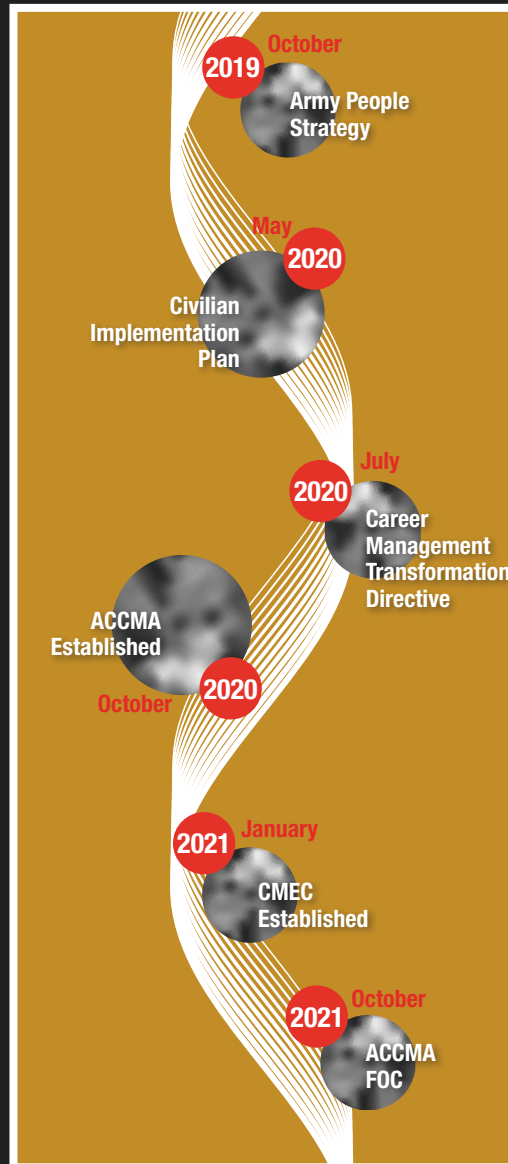 October
2019
Army People
Strategy
May
2020
Civilian
Implementation
Plan
July
2020
Career
Management
Transformation
Directive
ACCMA
Established
2020
October
January
2021
CMEC
Established
October
2021
ACCMA
FOC